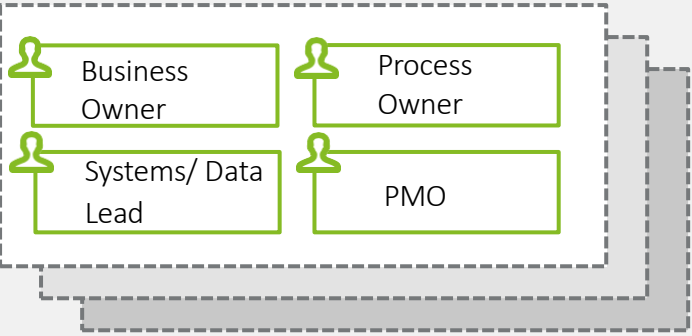 Business
Owner
Process
Owner
Systems/ Data
Lead
PMO